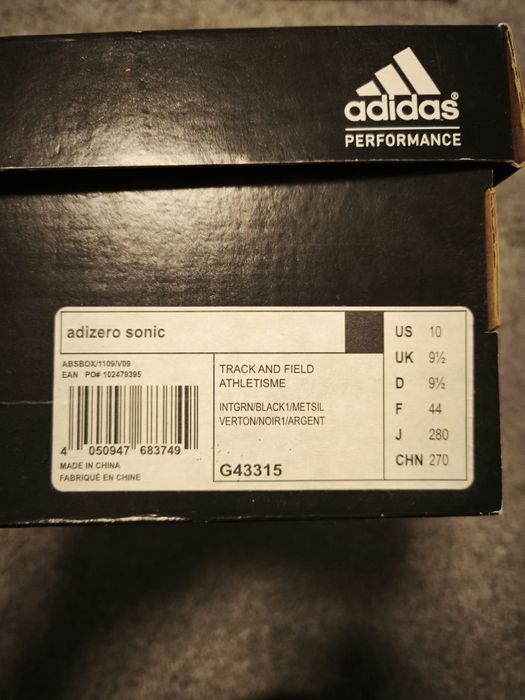 adidas®
PERFORMANCE
adizero sonic
ABSBOX/1109/V09
EAN PO# 102479395
4 050947 683749
MADE IN CHINA
FABRIQUÉ EN CHINE
TRACK AND FIELD
ATHLETISME
INTGRN/BLACK1/METSIL
VERTON/NOIR1/ARGENT
G43315
US 10
UK 9½
D 9½
F 44
J 280
CHN 270